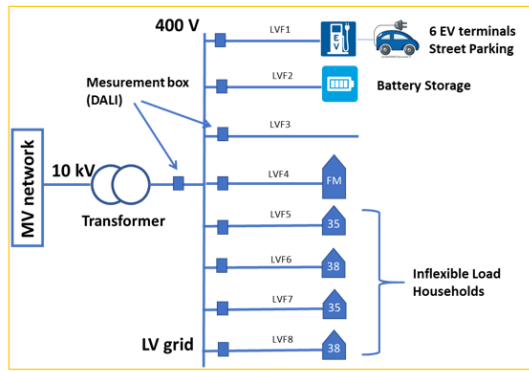 400 V
LVF1
EV
6 EV terminals
Street Parking
LVF2
Battery Storage
Mesurement box
(DALI)
LVF3
MV network
10 kV
LVF4
FM
Transformer
LVF5
35
LVF6
38
Inflexible Load
Households
LVF7
35
LV grid
LVF8
38